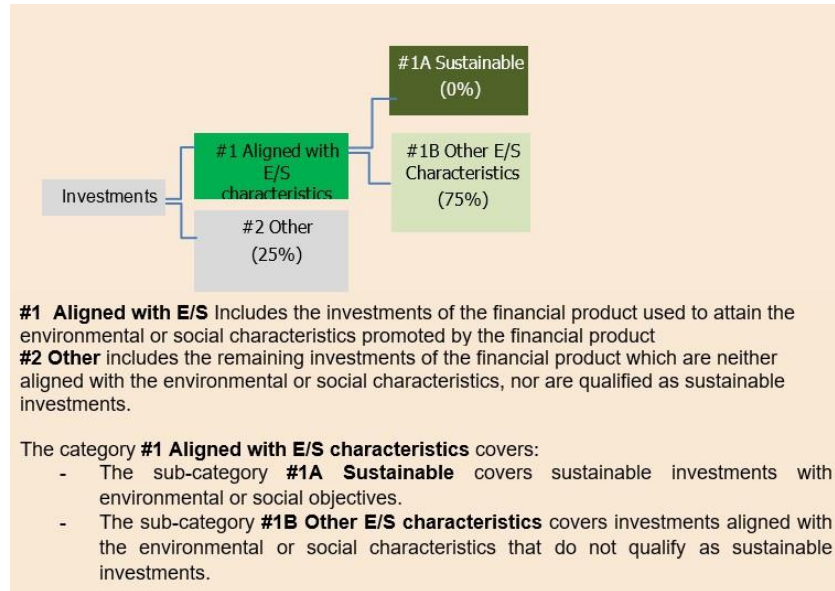 #1A Sustainable
(0%)
#1 Aligned with
E/S
characteristics
#1B Other E/S
Characteristics
(75%)
Investments
#2 Other
(25%)
#1 Aligned with E/S Includes the investments of the financial product used to attain the
environmental or social characteristics promoted by the financial product
#2 Other includes the remaining investments of the financial product which are neither
aligned with the environmental or social characteristics, nor are qualified as sustainable
investments.
The category #1 Aligned with E/S characteristics covers:
- The sub-category #1A Sustainable covers sustainable investments with
environmental or social objectives.
- The sub-category #1B Other E/S characteristics covers investments aligned with
the environmental or social characteristics that do not qualify as sustainable
investments.